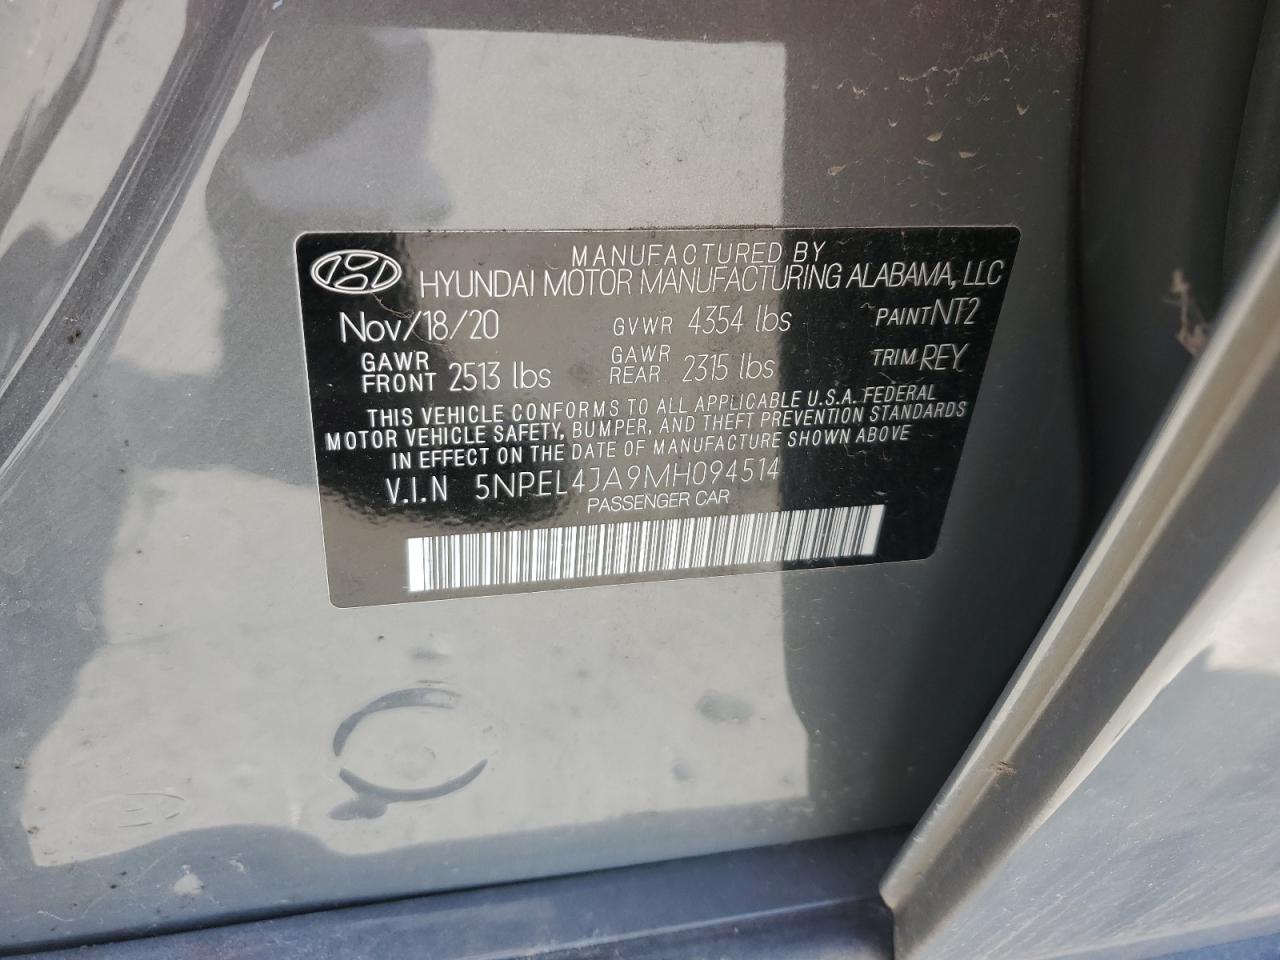 MANUFACTURED BY
HYUNDAI MOTOR MANUFACTURING ALABAMA, LLC
Nov/18/20 GVWR 4354 lbs PAINT NT2
GAWR FRONT 2513 lbs GAWR REAR 2315 lbs TRIM REY
THIS VEHICLE CONFORMS TO ALL APPLICABLE U.S.A. FEDERAL
MOTOR VEHICLE SAFETY, BUMPER, AND THEFT PREVENTION STANDARDS
IN EFFECT ON THE DATE OF MANUFACTURE SHOWN ABOVE
V.I.N 5NPEL4JA9MH094514
PASSENGER CAR